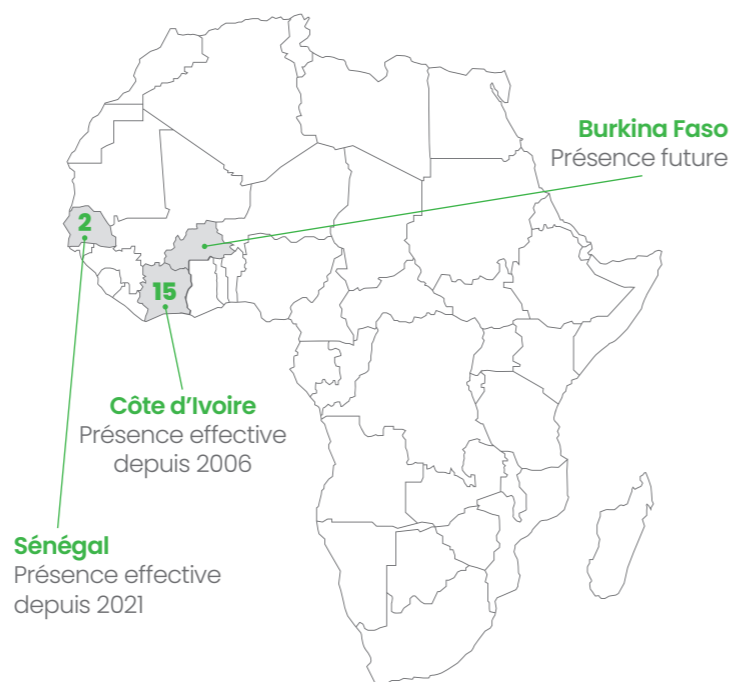 Burkina Faso
Présence future
2
15
Côte d’Ivoire
Présence effective
depuis 2006
Sénégal
Présence effective
depuis 2021